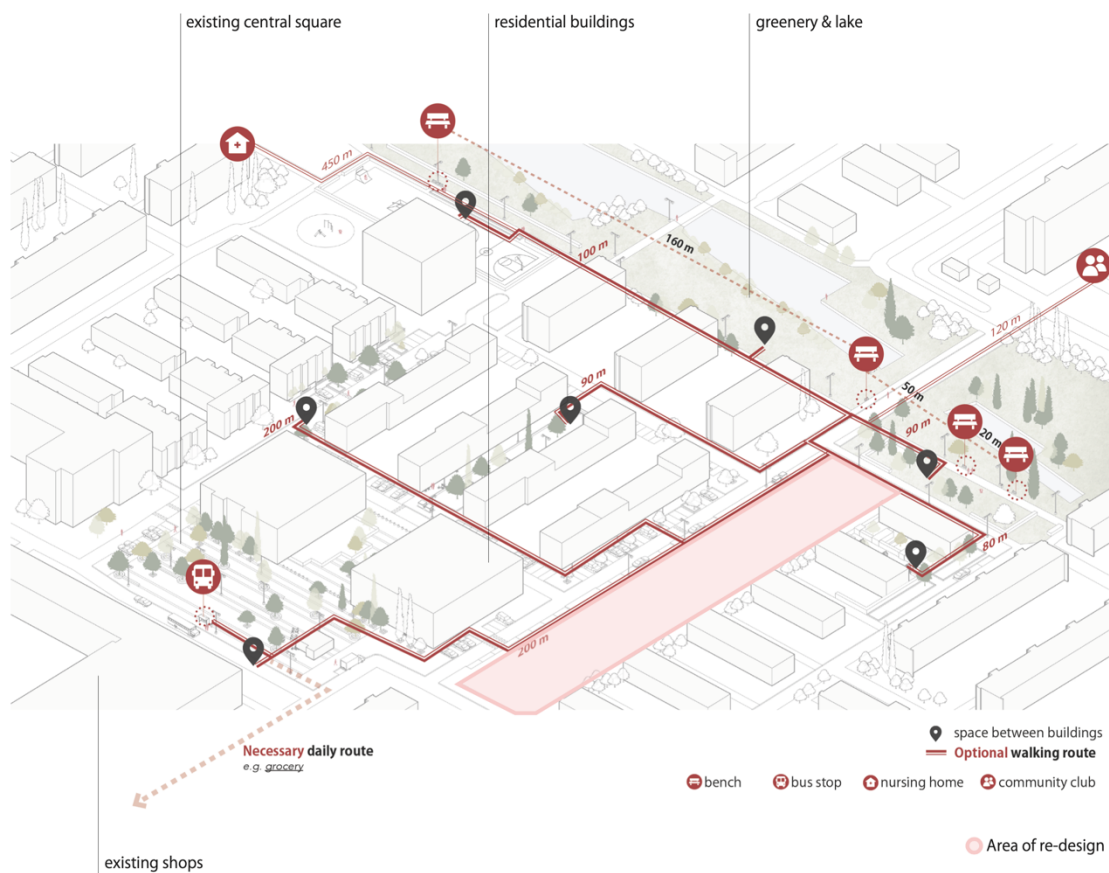 existing central square
residential buildings
greenery & lake
450 m
100 m
160 m
120 m
90 m
200 m
50 m
90 m
20 m
80 m
200 m
Necessary daily route
e.g. grocery
space between buildings
Optional walking route
bench
bus stop
nursing home
community club
Area of re-design
existing shops